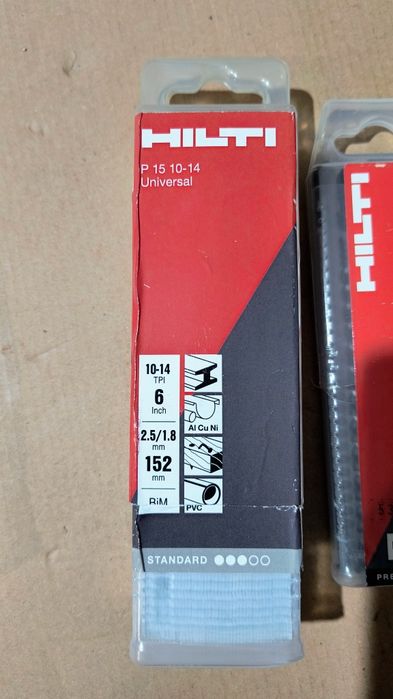 HILTI
P 15 10-14
Universal
10-14
TPI
6
Inch
2.5/1.8
mm
152
mm
BiM
Al Cu Ni
PVC
STANDARD
HILTI
PRE